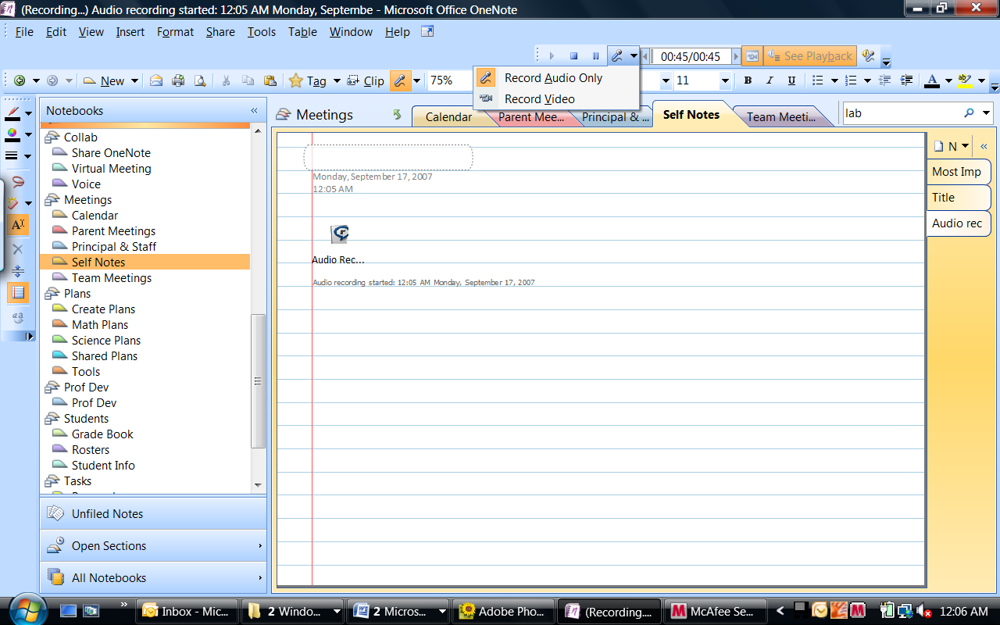 (Recording...) Audio recording started: 12:05 AM Monday, Septembe - Microsoft Office OneNote
File Edit View Insert Format Share Tools Table Window Help
00:45/00:45 See Playback
New Tag Clip 75% 11 B I U A ab
Record Audio Only
Record Video
Notebooks
Meetings
Calendar
Parent Mee...
Principal & ...
Self Notes
Team Meeti...
lab
Collab
Share OneNote
Virtual Meeting
Voice
Meetings
Calendar
Parent Meetings
Principal & Staff
Self Notes
Team Meetings
Plans
Create Plans
Math Plans
Science Plans
Shared Plans
Tools
Prof Dev
Prof Dev
Students
Grade Book
Rosters
Student Info
Tasks
Unfiled Notes
Open Sections
All Notebooks
Monday, September 17, 2007
12:05 AM
Audio Rec...
Audio recording started: 12:05 AM Monday, September 17, 2007
N
Most Imp
Title
Audio rec
Inbox - Mic... 2 Windo... 2 Micros... Adobe Pho... (Recording.... McAfee Se... 12:06 AM